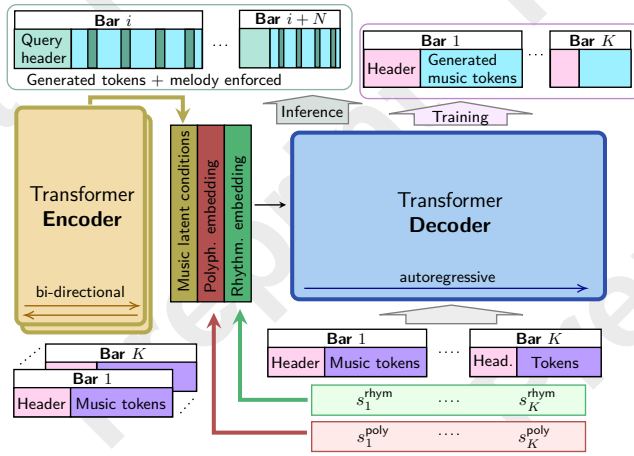 Bar i
Bar i + N
Query
header
...
Generated tokens + melody enforced
Bar 1
Bar K
Header
Generated
music tokens
...
Inference
Training
Transformer
Encoder
bi-directional
Music latent conditions
Polyph. embedding
Rhythm. embedding
Transformer
Decoder
autoregressive
Bar K
Bar 1
Header
Music tokens
Bar 1
Header
Music tokens
....
Bar K
Head.
Tokens
s_1^rhym .... s_K^rhym
s_1^poly .... s_K^poly